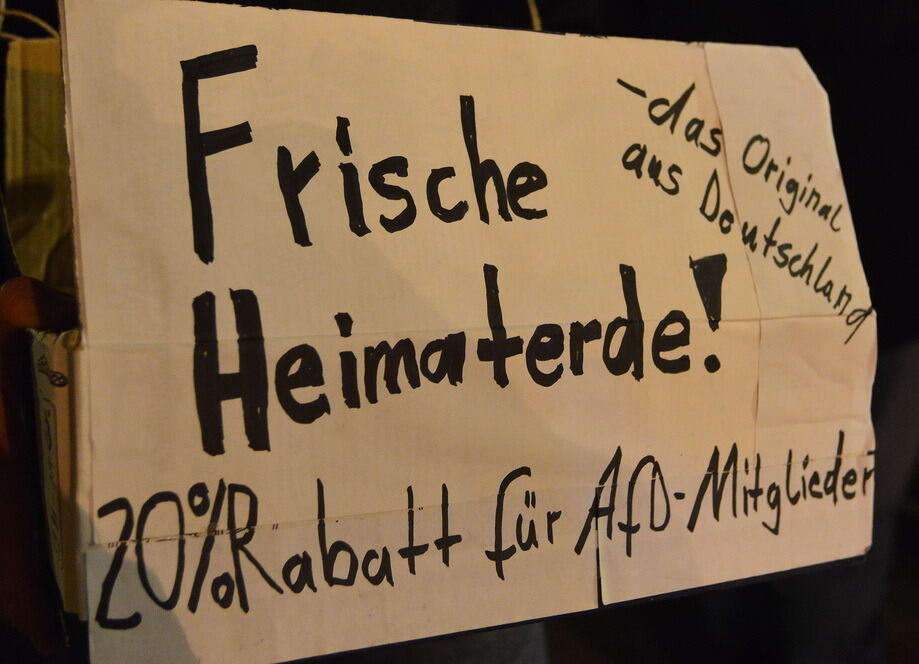 Frische
- das Original
aus Deutschland
Heimaterde!
20% Rabatt für AfD-Mitglieder